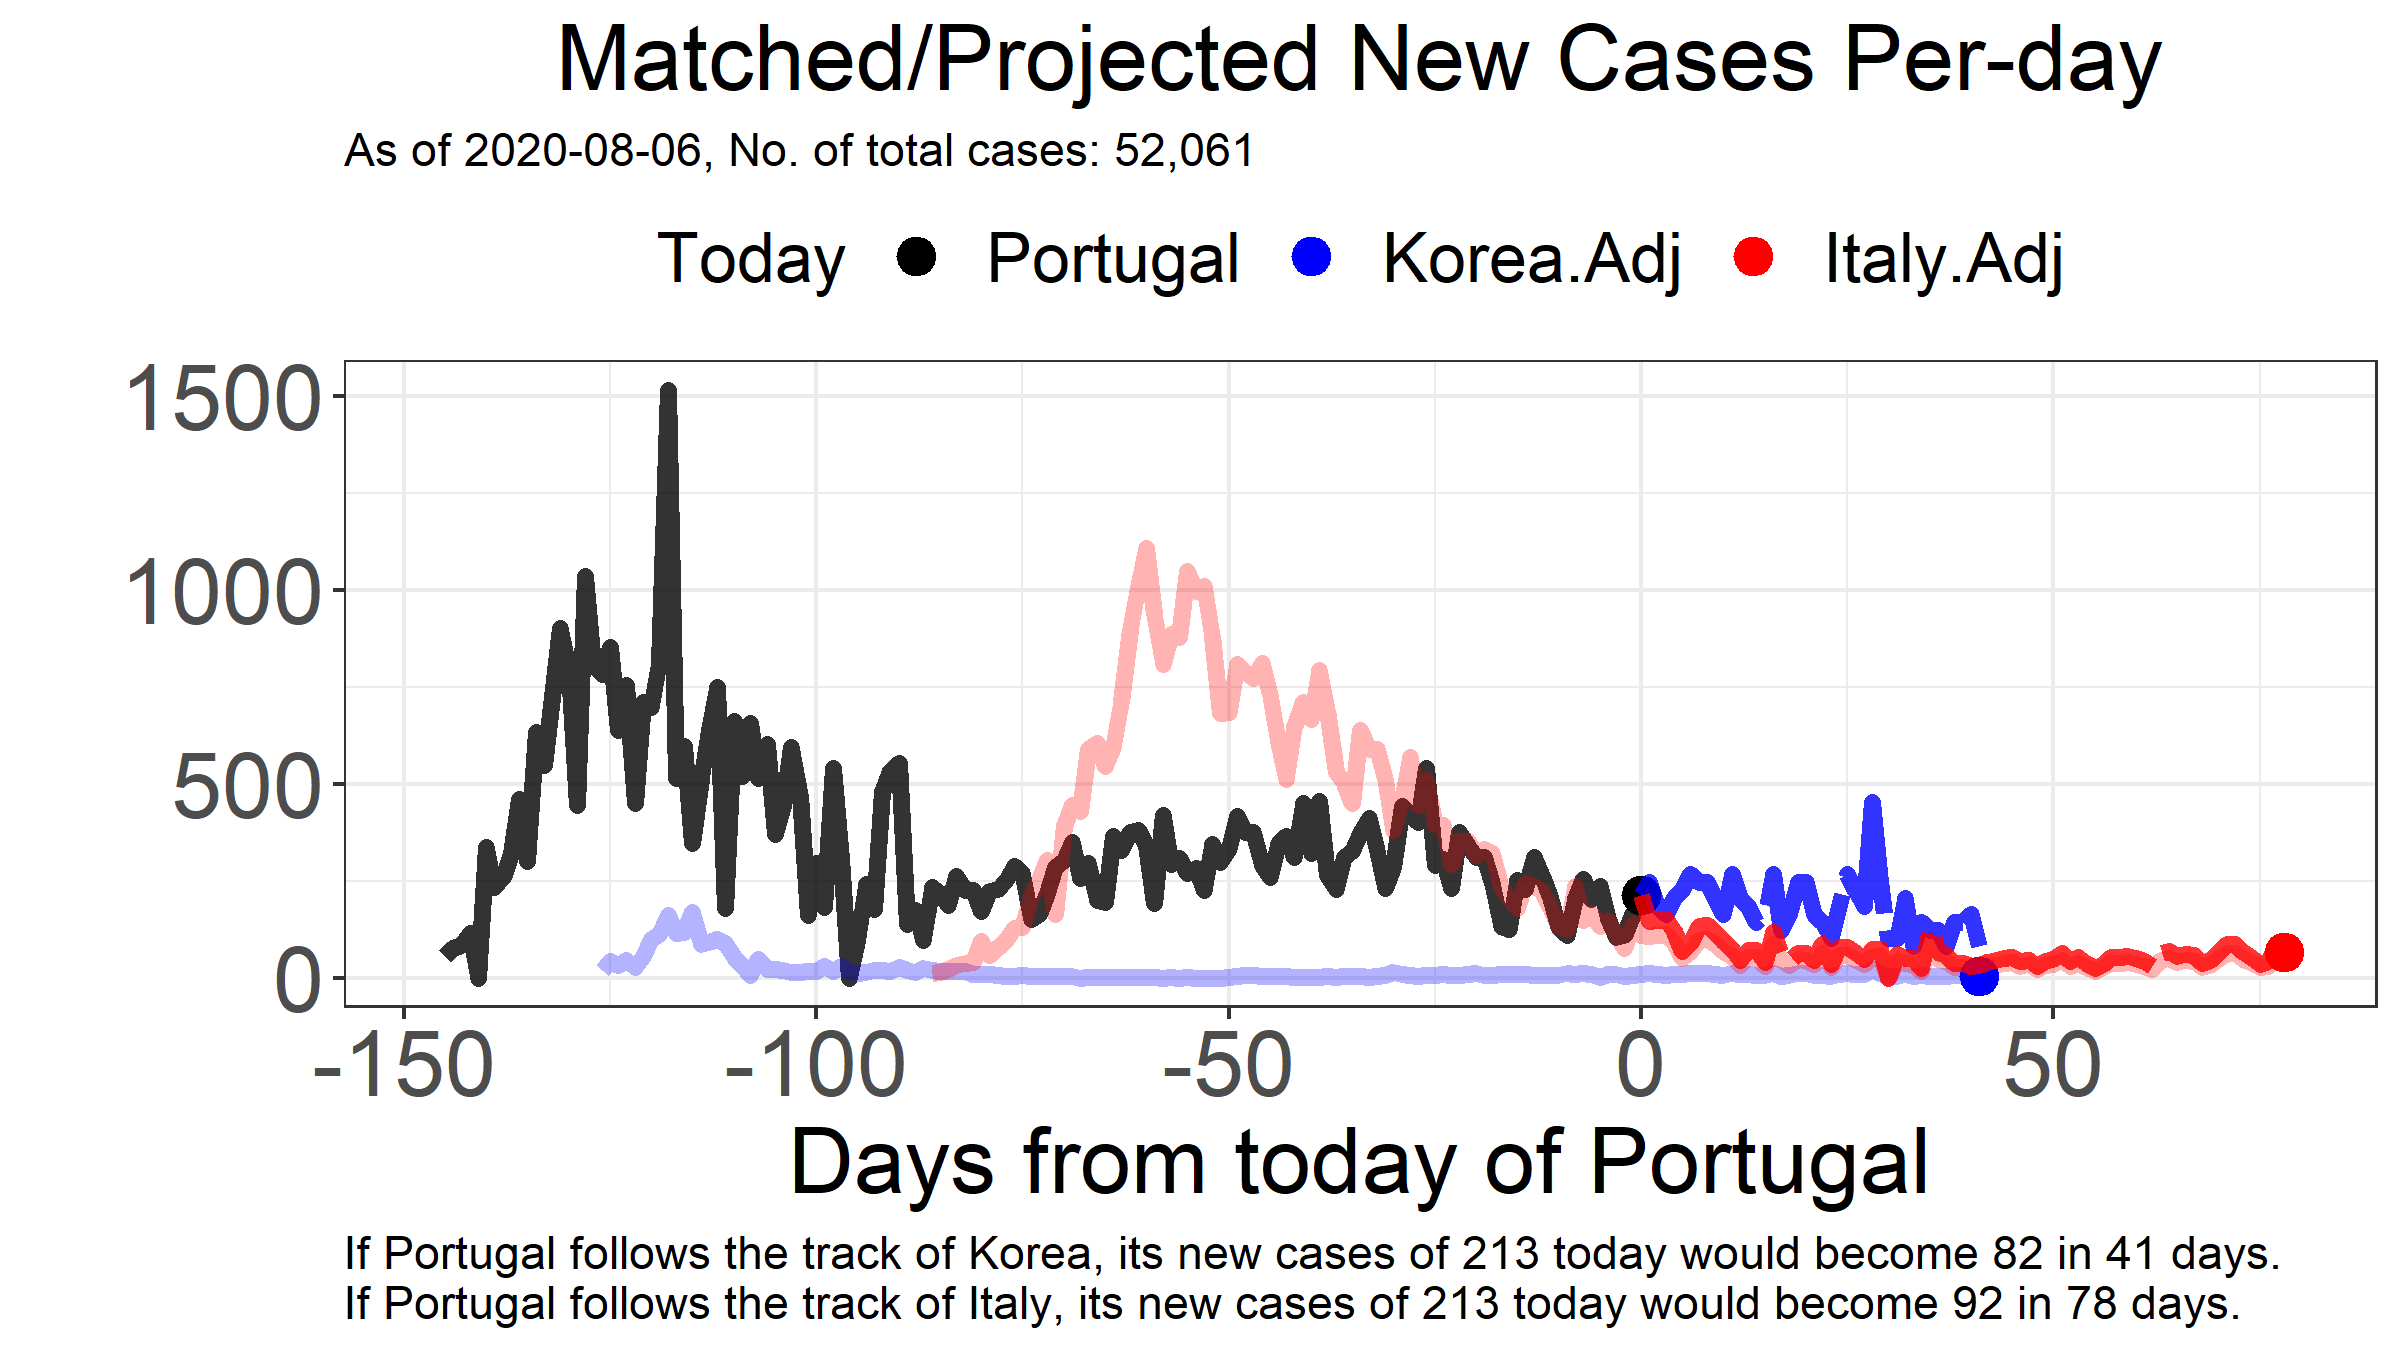 Matched/Projected New Cases Per-day
As of 2020-08-06, No. of total cases: 52,061
Today Portugal Korea.Adj Italy.Adj
1500
1000
500
0
-150 -100 -50 0 50
Days from today of Portugal
If Portugal follows the track of Korea, its new cases of 213 today would become 82 in 41 days.
If Portugal follows the track of Italy, its new cases of 213 today would become 92 in 78 days.